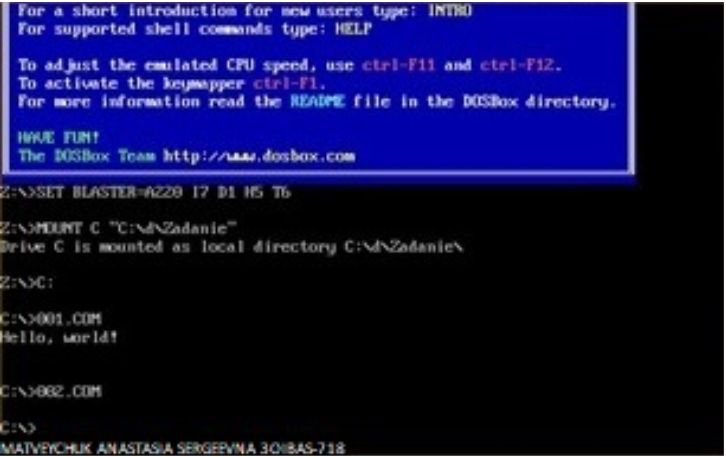 For a short introduction for new users type: INTRO
For supported shell commands type: HELP
To adjust the emulated CPU speed, use ctrl-F11 and ctrl-F12.
To activate the keymapper ctrl-F1.
For more information read the README file in the DOSBox directory.
HAVE FUN!
The DOSBox Team http://www.dosbox.com
Z:\>SET BLASTER=A220 I7 D1 H5 T6
Z:\>MOUNT C "C:\d\Zadanie"
Drive C is mounted as local directory C:\d\Zadanie\
Z:\>C:
C:\>001.COM
Hello, world!
C:\>002.COM
C:\>
MATVEYCHUK ANASTASIA SERGEEVNA 3OIBAS-718